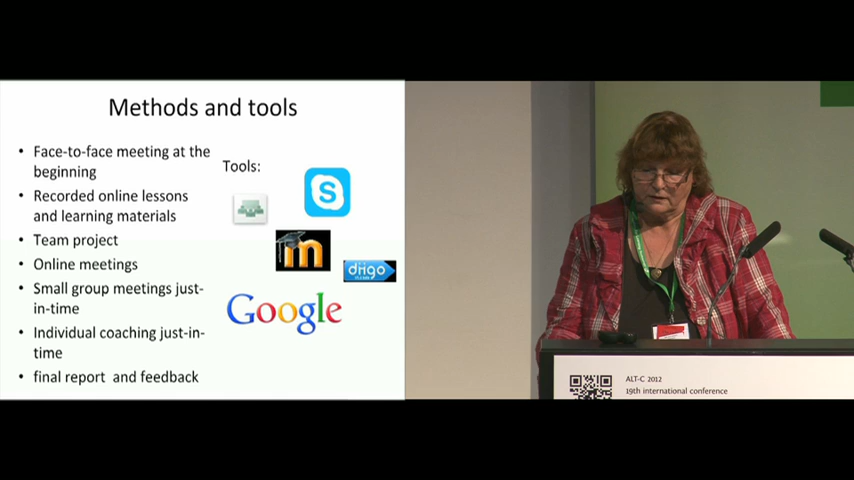 Methods and tools
• Face-to-face meeting at the
beginning
• Recorded online lessons
and learning materials
• Team project
• Online meetings
• Small group meetings just-
in-time
• Individual coaching just-in-
time
• final report  and feedback
Tools:
S
m
diigo
Google
ALT-C 2012
19th international conference